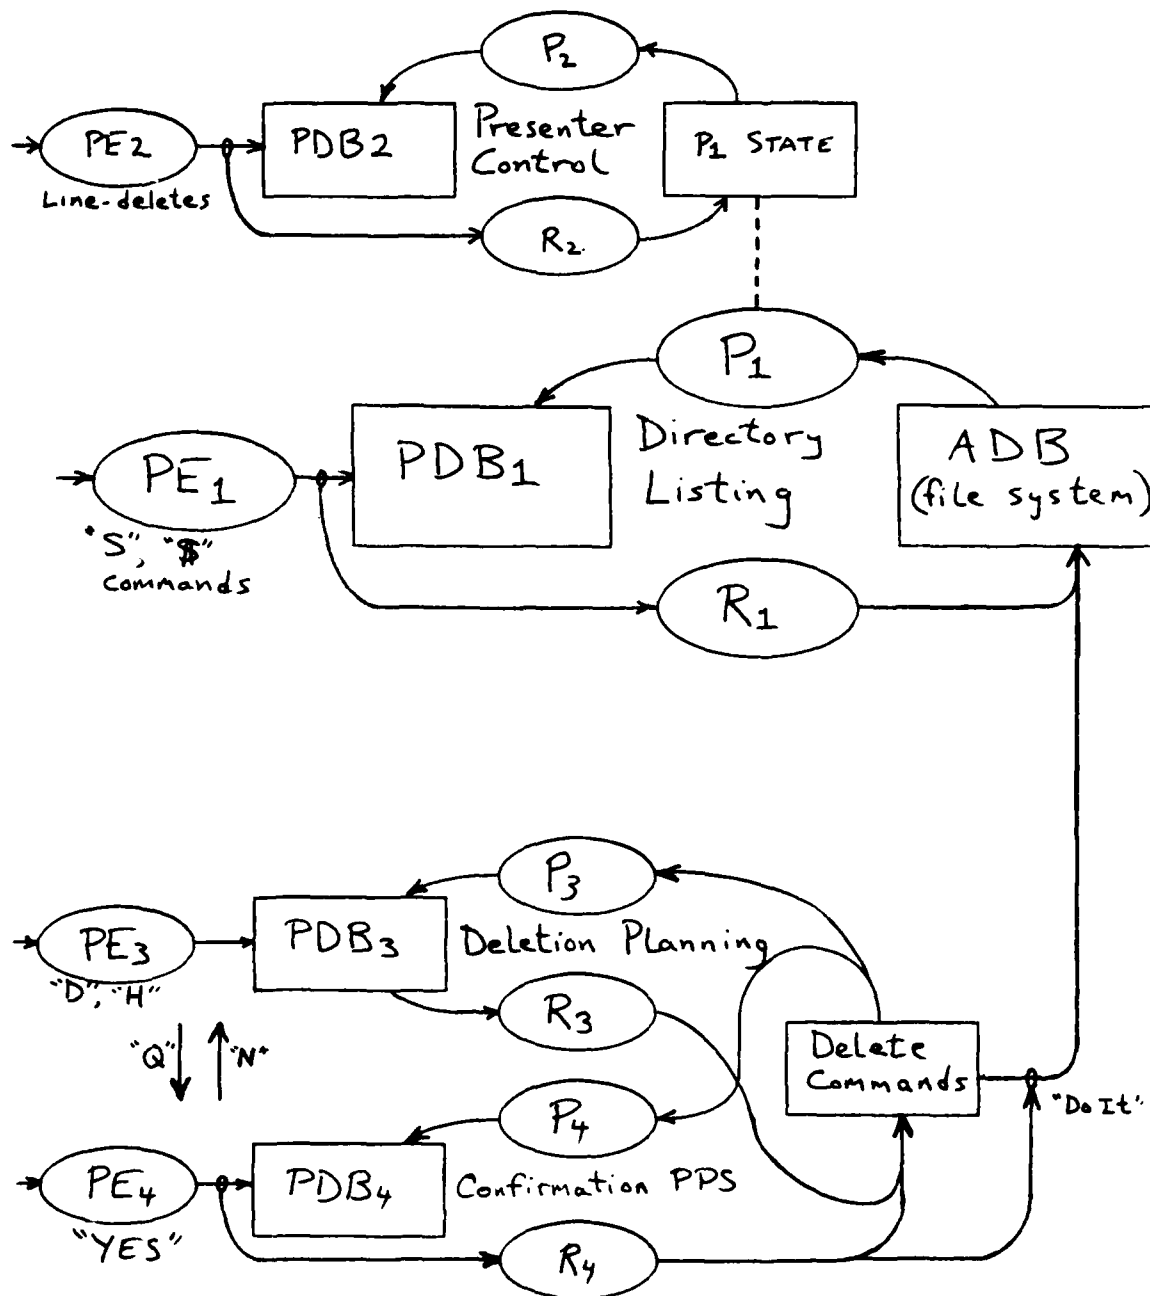 P2
PE2
PDB2
Presenter
Control
P1 STATE
Line-deletes
R2
P1
PE1
PDB1
Directory
Listing
ADB
(file system)
"S", "$"
Commands
R1
P3
PE3
PDB3
Deletion Planning
"D", "H"
R3
"Q"
"N"
Delete
Commands
"Do It"
P4
PE4
PDB4
Confirmation PPS
"YES"
R4